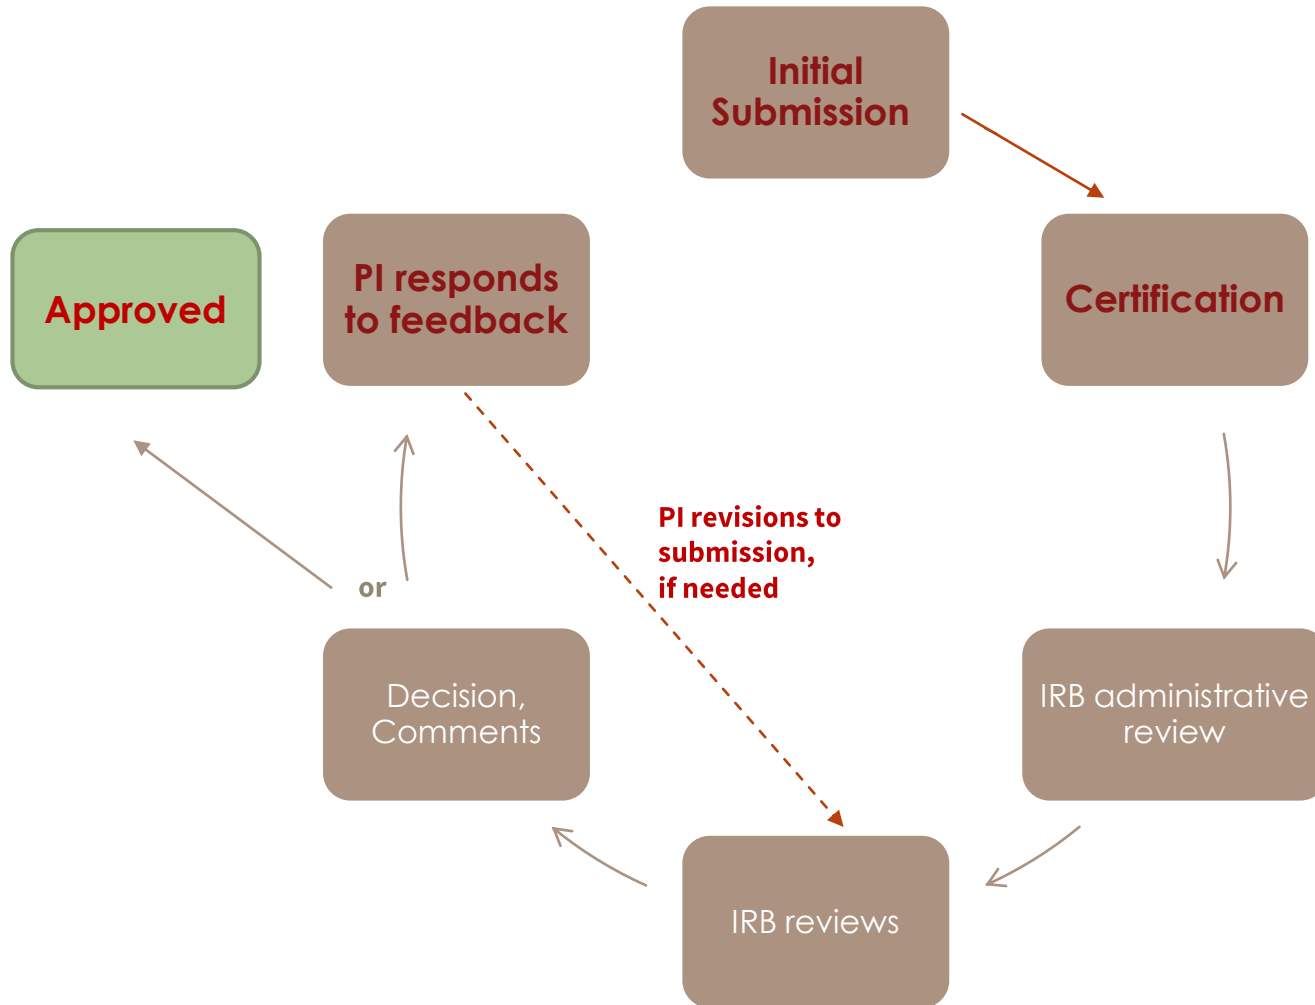 Initial
Submission
Certification
IRB administrative
review
IRB reviews
Decision,
Comments
or
Approved
PI responds
to feedback
PI revisions to
submission,
if needed